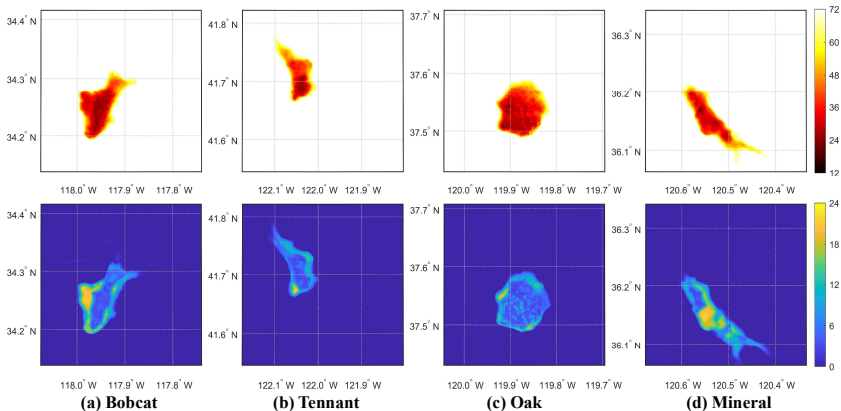 34.4° N
34.3° N
34.2° N
118.0° W 117.9° W 117.8° W
41.8° N
41.7° N
41.6° N
122.1° W 122.0° W 121.9° W
37.7° N
37.6° N
37.5° N
120.0° W 119.9° W 119.8° W 119.7° W
36.3° N
36.2° N
36.1° N
120.6° W 120.5° W 120.4° W
72
60
48
36
24
12
34.4° N
34.3° N
34.2° N
118.0° W 117.9° W 117.8° W
41.8° N
41.7° N
41.6° N
122.1° W 122.0° W 121.9° W
37.7° N
37.6° N
37.5° N
120.0° W 119.9° W 119.8° W 119.7° W
36.3° N
36.2° N
36.1° N
120.6° W 120.5° W 120.4° W
24
18
12
6
0
(a) Bobcat
(b) Tennant
(c) Oak
(d) Mineral